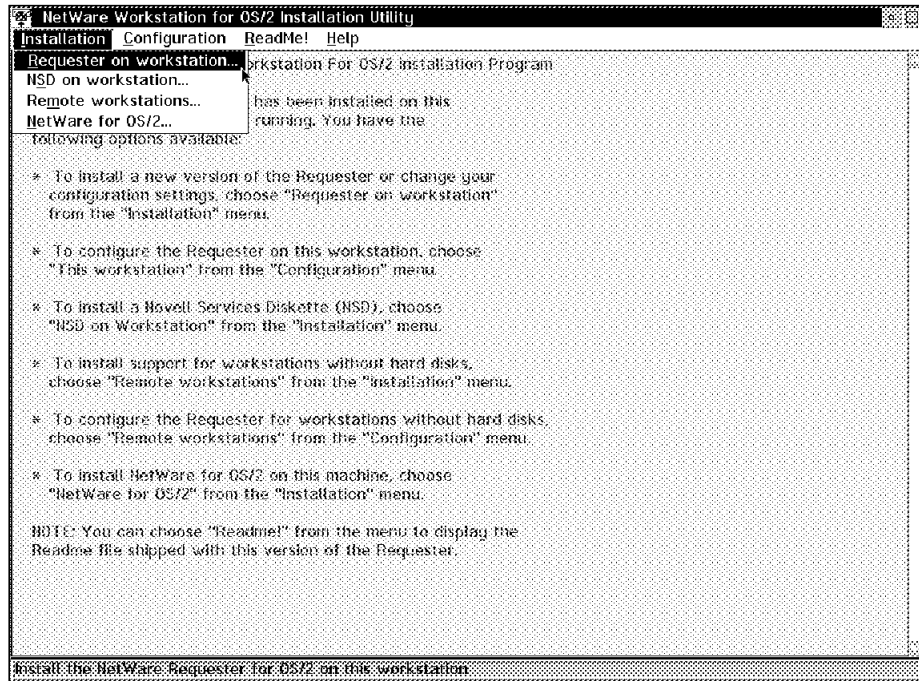 NetWare Workstation for OS/2 Installation Utility
Installation Configuration ReadMe! Help
Requester on workstation...
orkstation For OS/2 Installation Program
NSD on workstation...
Remote workstations...
has been installed on this
NetWare for OS/2...
running. You have the
following options available:
* To install a new version of the Requester or change your
configuration settings, choose "Requester on workstation"
from the "Installation" menu.
* To configure the Requester on this workstation, choose
"This workstation" from the "Configuration" menu.
* To install a Novell Services Diskette (NSD), choose
"NSD on Workstation" from the "Installation" menu.
* To install support for workstations without hard disks,
choose "Remote workstations" from the "Installation" menu.
* To configure the Requester for workstations without hard disks,
choose "Remote workstations" from the "Configuration" menu.
* To install NetWare for OS/2 on this machine, choose
"NetWare for OS/2" from the "Installation" menu.
NOTE: You can choose "Readme!" from the menu to display the
Readme file shipped with this version of the Requester.
Install the NetWare Requester for OS/2 on this workstation